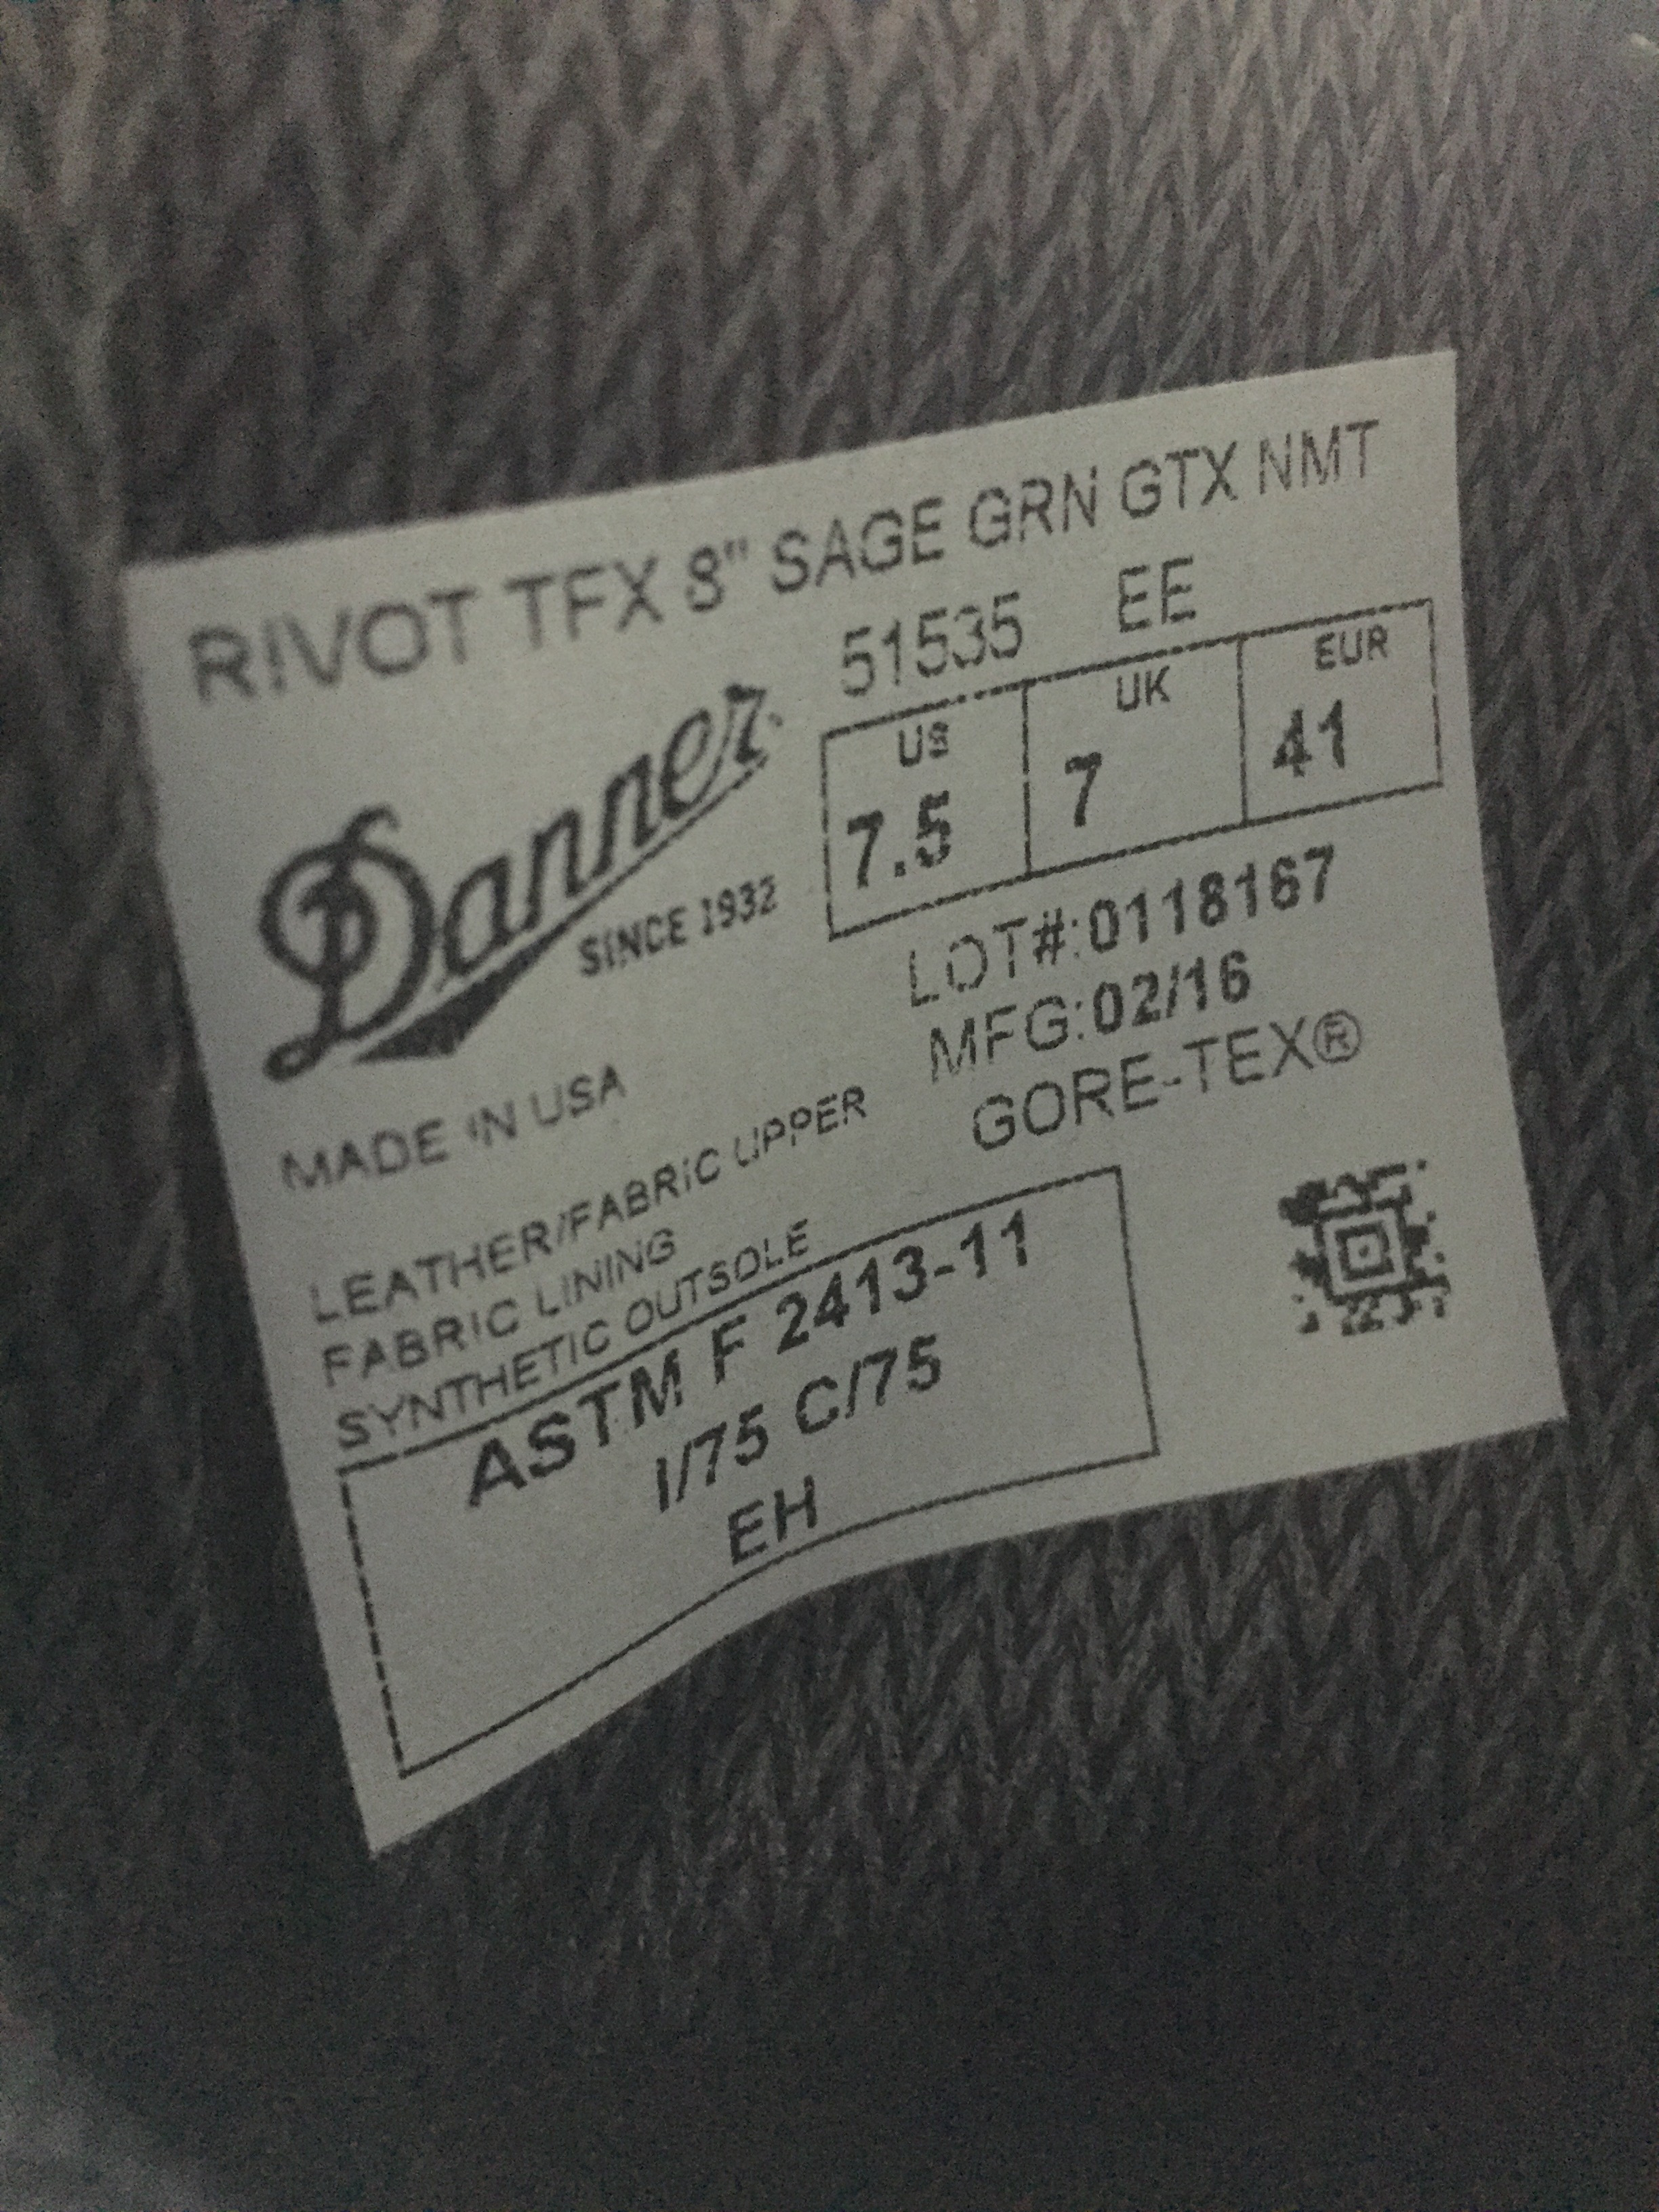 RIVOT TFX 8" SAGE GRN GTX NMT
51535 EE
Danner
SINCE 1932
US UK EUR
7.5 7 41
LOT#:0118167
MFG:02/16
GORE-TEX®
MADE IN USA
LEATHER/FABRIC UPPER
FABRIC LINING
SYNTHETIC OUTSOLE
ASTM F 2413-11
I/75 C/75
EH